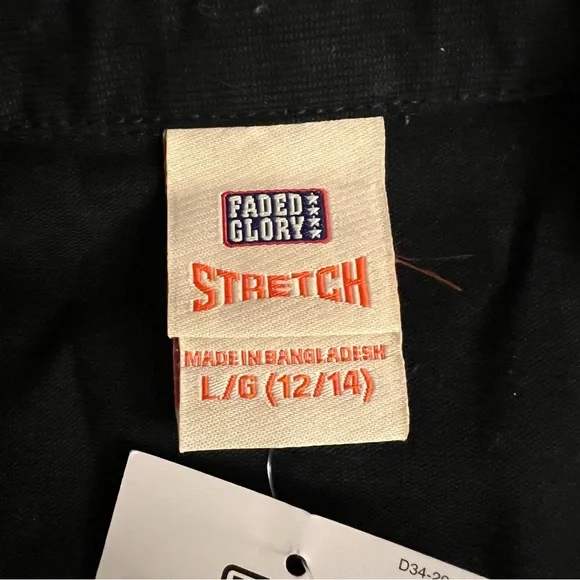 FADED
GLORY
STRETCH
MADE IN BANGLADESH
L/G (12/14)